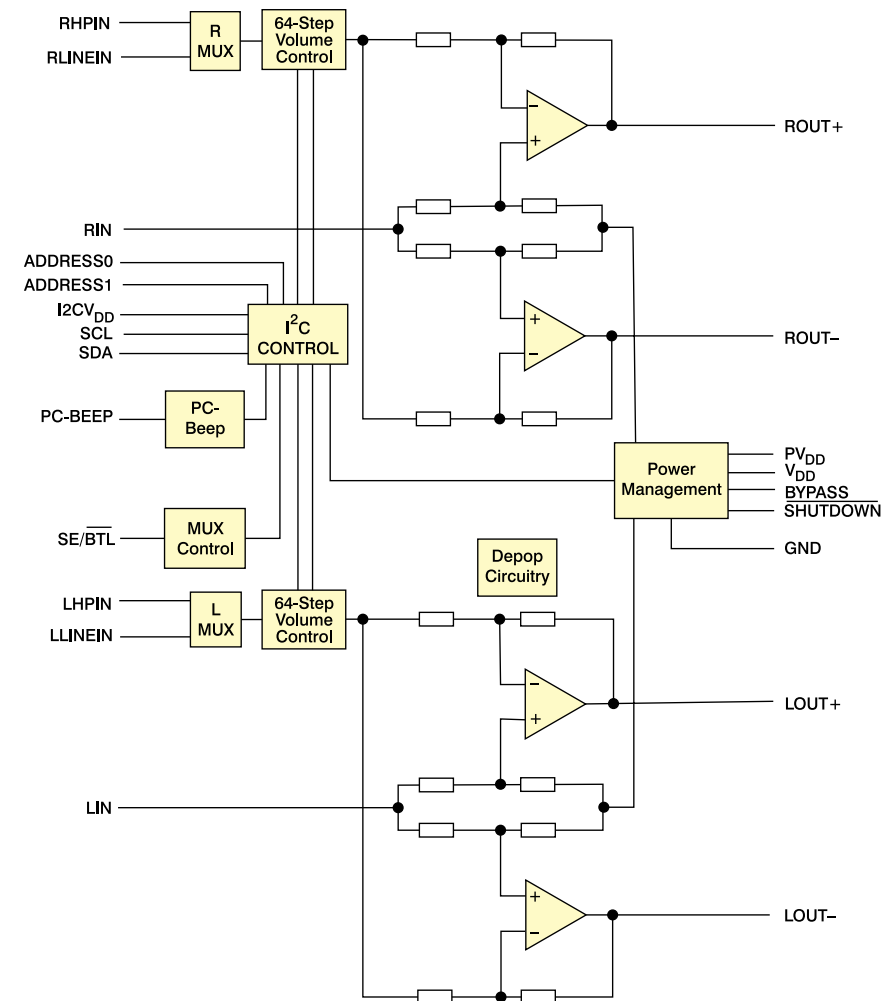 RHPIN
RLINEIN
R
MUX
64-Step
Volume
Control
−
+
ROUT+
RIN
ADDRESS0
ADDRESS1
I2CVDD
SCL
SDA
I²C
CONTROL
+
−
ROUT−
PC-BEEP
PC-
Beep
Power
Management
PVDD
VDD
BYPASS
SHUTDOWN
GND
SE/BTL
MUX
Control
Depop
Circuitry
LHPIN
LLINEIN
L
MUX
64-Step
Volume
Control
−
+
LOUT+
LIN
+
−
LOUT−